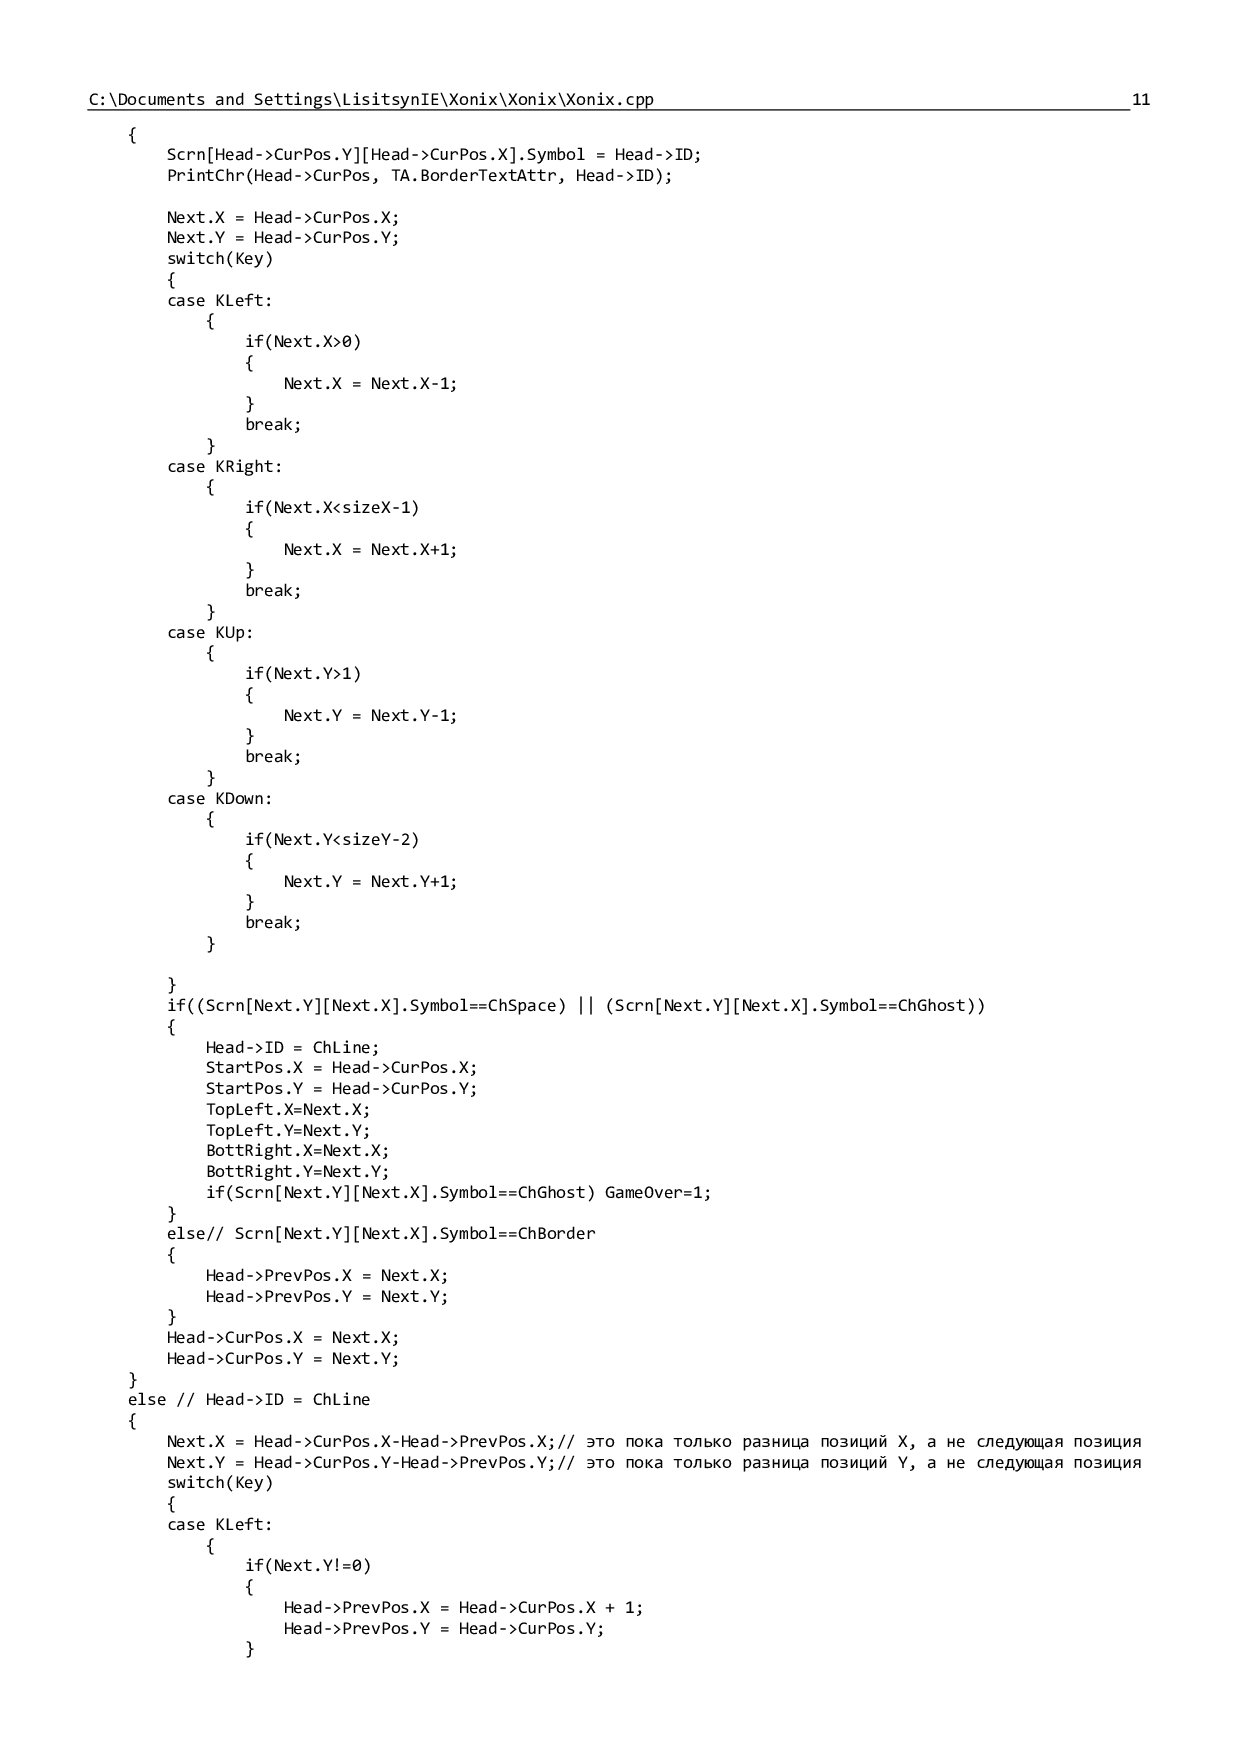 C:\Documents and Settings\LisitsynIE\Xonix\Xonix\Xonix.cpp 11
    {
        Scrn[Head->CurPos.Y][Head->CurPos.X].Symbol = Head->ID;
        PrintChr(Head->CurPos, TA.BorderTextAttr, Head->ID);

        Next.X = Head->CurPos.X;
        Next.Y = Head->CurPos.Y;
        switch(Key)
        {
        case KLeft:
            {
                if(Next.X>0)
                {
                    Next.X = Next.X-1;
                }
                break;
            }
        case KRight:
            {
                if(Next.X<sizeX-1)
                {
                    Next.X = Next.X+1;
                }
                break;
            }
        case KUp:
            {
                if(Next.Y>1)
                {
                    Next.Y = Next.Y-1;
                }
                break;
            }
        case KDown:
            {
                if(Next.Y<sizeY-2)
                {
                    Next.Y = Next.Y+1;
                }
                break;
            }

        }
        if((Scrn[Next.Y][Next.X].Symbol==ChSpace) || (Scrn[Next.Y][Next.X].Symbol==ChGhost))
        {
            Head->ID = ChLine;
            StartPos.X = Head->CurPos.X;
            StartPos.Y = Head->CurPos.Y;
            TopLeft.X=Next.X;
            TopLeft.Y=Next.Y;
            BottRight.X=Next.X;
            BottRight.Y=Next.Y;
            if(Scrn[Next.Y][Next.X].Symbol==ChGhost) GameOver=1;
        }
        else// Scrn[Next.Y][Next.X].Symbol==ChBorder
        {
            Head->PrevPos.X = Next.X;
            Head->PrevPos.Y = Next.Y;
        }
        Head->CurPos.X = Next.X;
        Head->CurPos.Y = Next.Y;
    }
    else // Head->ID = ChLine
    {
        Next.X = Head->CurPos.X-Head->PrevPos.X;// это пока только разница позиций X, а не следующая позиция
        Next.Y = Head->CurPos.Y-Head->PrevPos.Y;// это пока только разница позиций Y, а не следующая позиция
        switch(Key)
        {
        case KLeft:
            {
                if(Next.Y!=0)
                {
                    Head->PrevPos.X = Head->CurPos.X + 1;
                    Head->PrevPos.Y = Head->CurPos.Y;
                }